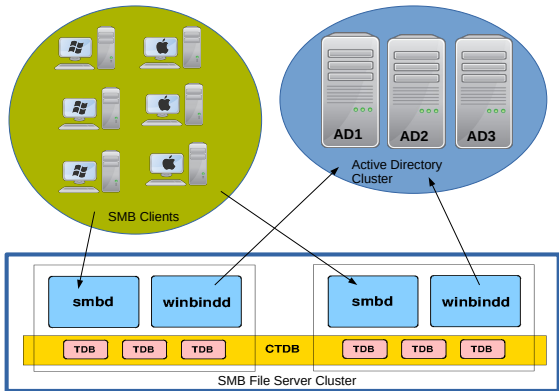 AD1
AD2
AD3
Active Directory
Cluster
SMB Clients
smbd
winbindd
smbd
winbindd
CTDB
TDB
TDB
TDB
TDB
TDB
TDB
SMB File Server Cluster